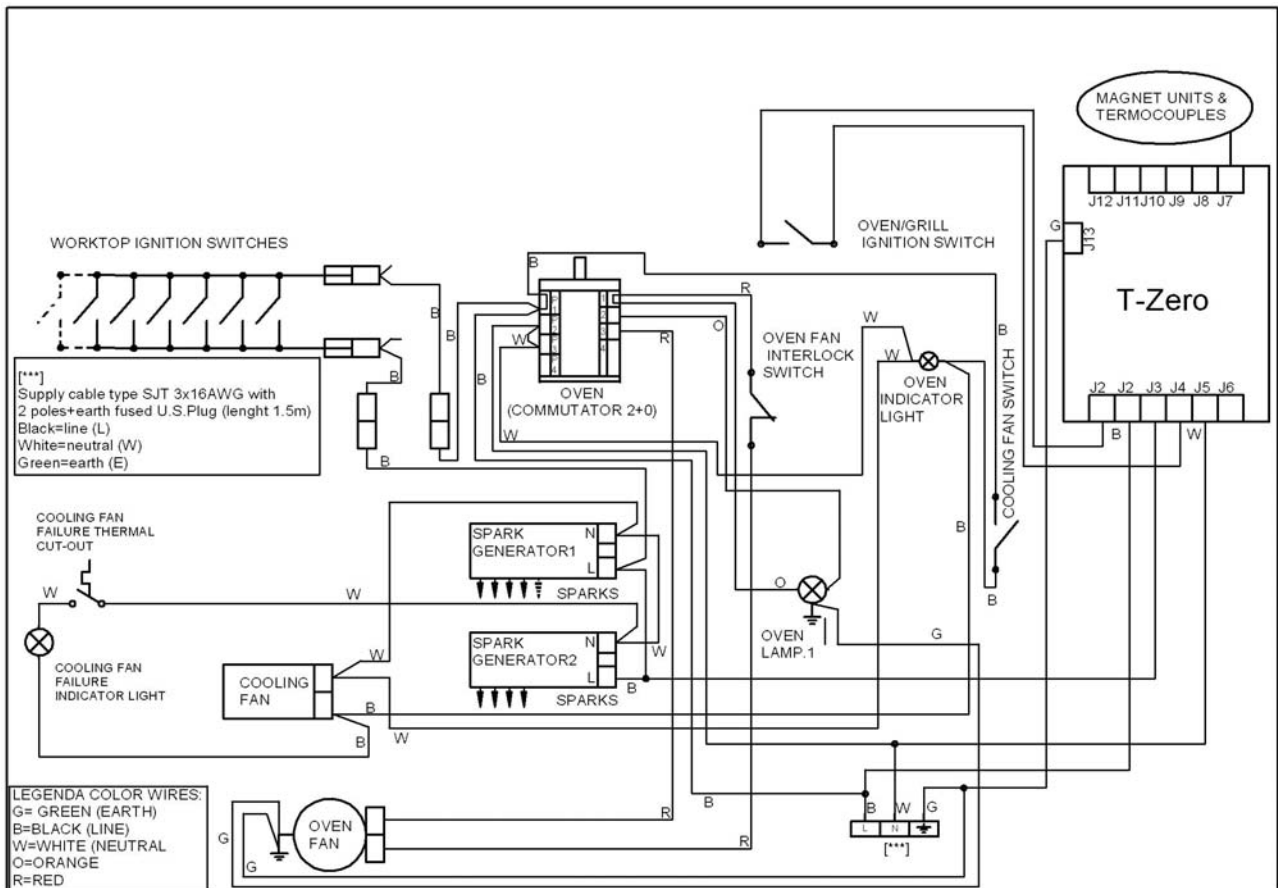 MAGNET UNITS &
TERMOCOUPLES
J12 J11 J10 J9 J8 J7
G
J13
T-Zero
J2 J2 J3 J4 J5 J6
B
W
OVEN/GRILL
IGNITION SWITCH
WORKTOP IGNITION SWITCHES
B
B
B
B
B
W
B
W
R
O
R
OVEN
(COMMUTATOR 2+0)
OVEN FAN
INTERLOCK
SWITCH
W
W
OVEN
INDICATOR
LIGHT
B
COOLING FAN SWITCH
B
B
[***]
Supply cable type SJT 3x16AWG with
2 poles+earth fused U.S.Plug (lenght 1.5m)
Black=line (L)
White=neutral (W)
Green=earth (E)
COOLING FAN
FAILURE THERMAL
CUT-OUT
W
W
COOLING FAN
FAILURE
INDICATOR LIGHT
SPARK
GENERATOR1
N
L
SPARKS
SPARK
GENERATOR2
N
L
SPARKS
W
B
COOLING
FAN
W
B
W
B
O
OVEN
LAMP.1
G
B
B
W
G
L
N
[***]
LEGENDA COLOR WIRES:
G= GREEN (EARTH)
B=BLACK (LINE)
W=WHITE (NEUTRAL
O=ORANGE
R=RED
G
G
OVEN
FAN
R
R